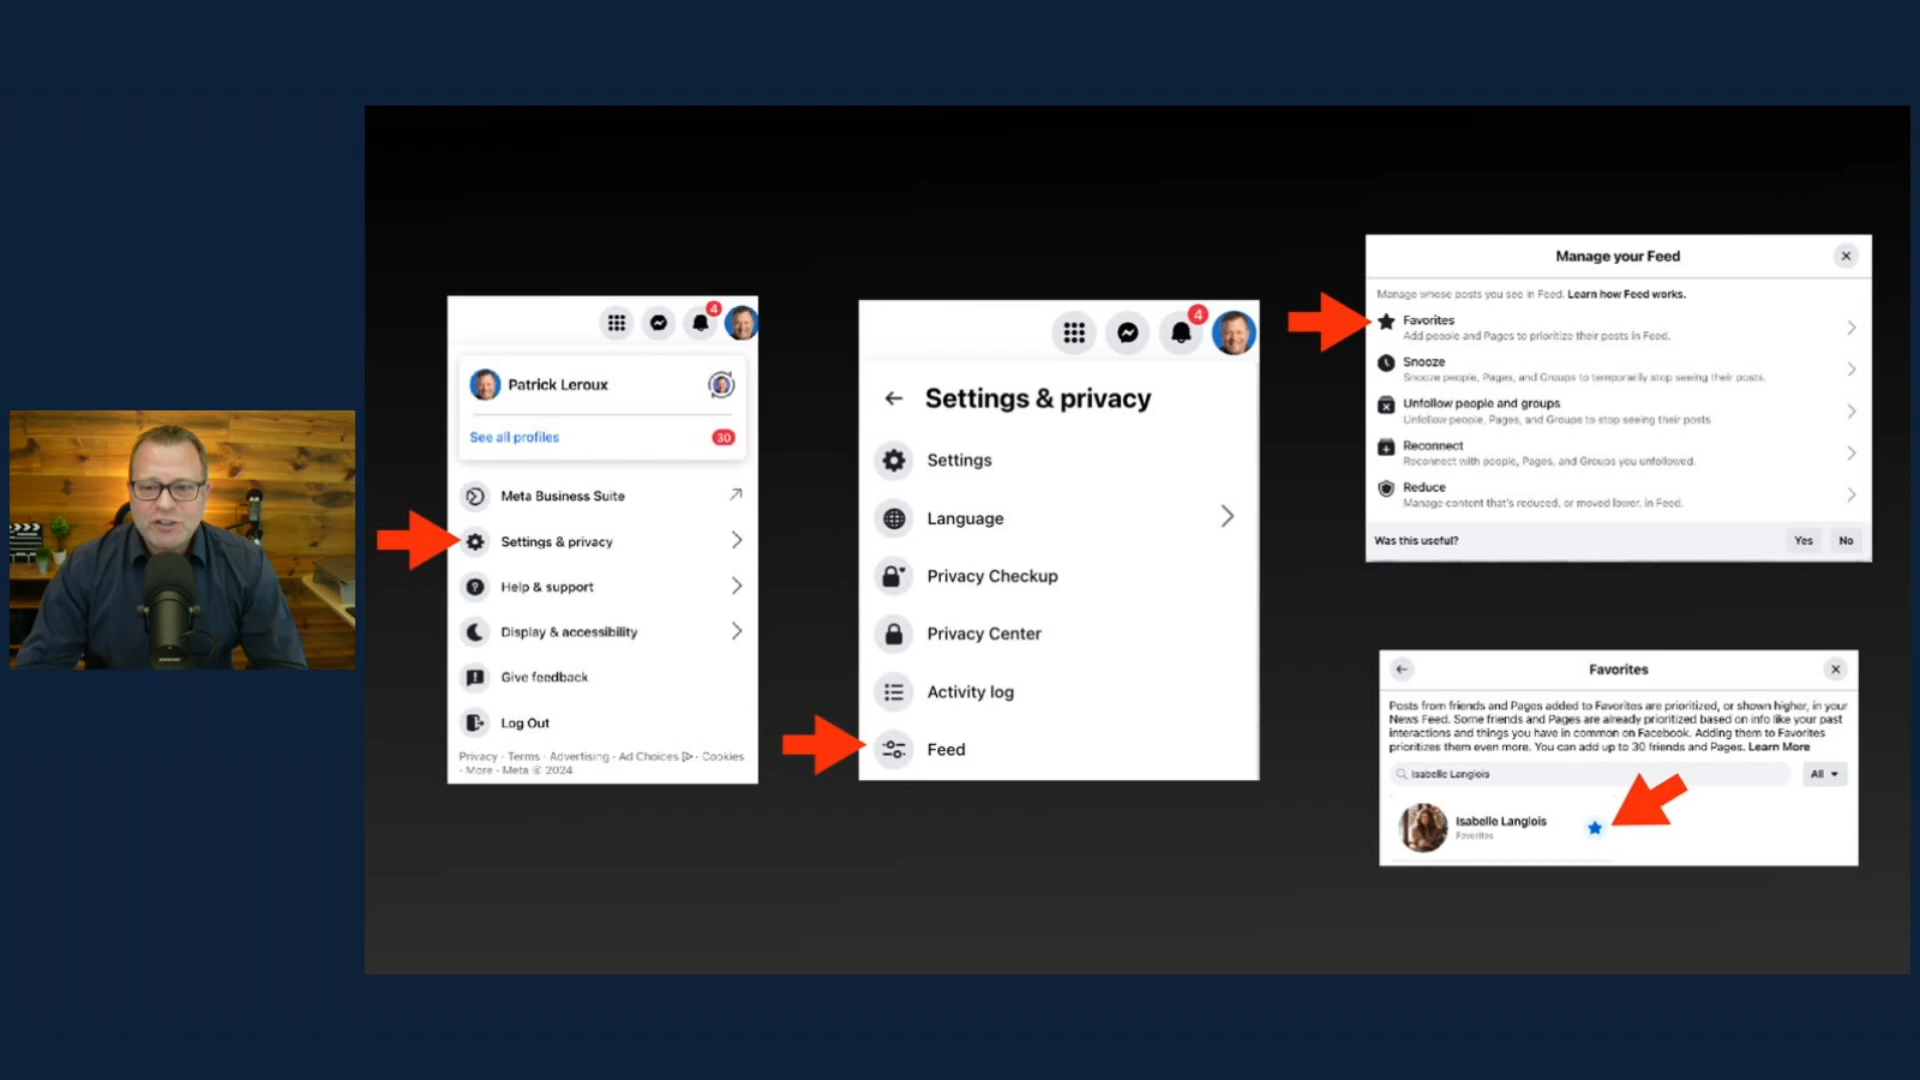 4
Patrick Leroux
See all profiles
30
Meta Business Suite
Settings & privacy
Help & support
Display & accessibility
Give feedback
Log Out
Privacy · Terms · Advertising · Ad Choices · Cookies
· More · Meta © 2024
4
Settings & privacy
Settings
Language
Privacy Checkup
Privacy Center
Activity log
Feed
Manage your Feed
Manage whose posts you see in Feed. Learn how Feed works.
Favorites
Add people and Pages to prioritize their posts in Feed.
Snooze
Snooze people, Pages, and Groups to temporarily stop seeing their posts.
Unfollow people and groups
Unfollow people, Pages, and Groups to stop seeing their posts.
Reconnect
Reconnect with people, Pages, and Groups you unfollowed.
Reduce
Manage content that's reduced, or moved lower, in Feed.
Was this useful?
Yes
No
Favorites
Posts from friends and Pages added to Favorites are prioritized, or shown higher, in your
News Feed. Some friends and Pages are already prioritized based on info like your past
interactions and things you have in common on Facebook. Adding them to Favorites
prioritizes them even more. You can add up to 30 friends and Pages. Learn More
Isabelle Langlois
All
Isabelle Langlois
Favorites